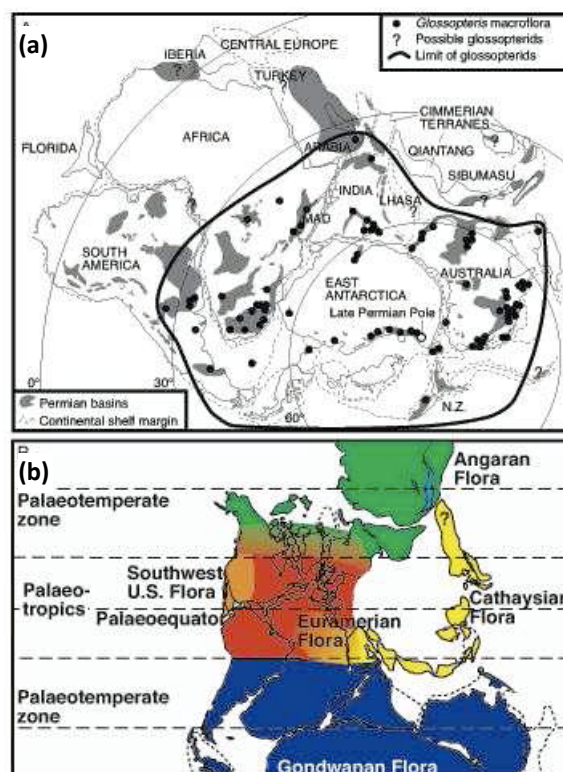 (a)
● Glossopteris macroflora
? Possible glossopterids
Limit of glossopterids
IBERIA
?
CENTRAL EUROPE
TURKEY
?
AFRICA
ARABIA
CIMMERIAN
TERRANES
?
QIANTANG
FLORIDA
SIBUMASU
?
INDIA
LHASA
?
?
MAD
SOUTH
AMERICA
EAST
ANTARCTICA
AUSTRALIA
Late Permian Pole
0°
30°
60°
N.Z.
?
Permian basins
Continental shelf margin
(b)
Angaran
Flora
Palaeotemperate
zone
?
Southwest
U.S. Flora
Palaeo-
tropics
Palaeoequator
Euramerian
Flora
Cathaysian
Flora
Palaeotemperate
zone
Gondwanan Flora